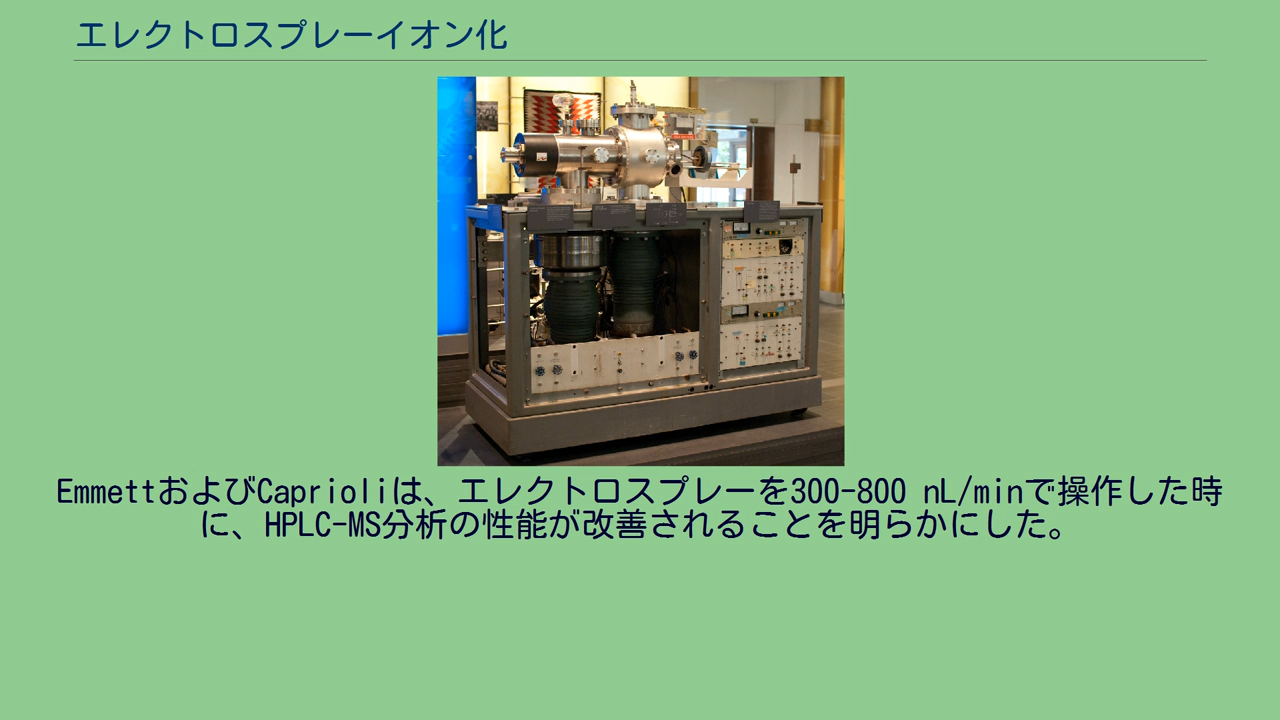 エレクトロスプレーイオン化
EmmettおよびCaprioliは、エレクトロスプレーを300-800 nL/minで操作した時
に、HPLC-MS分析の性能が改善されることを明らかにした。